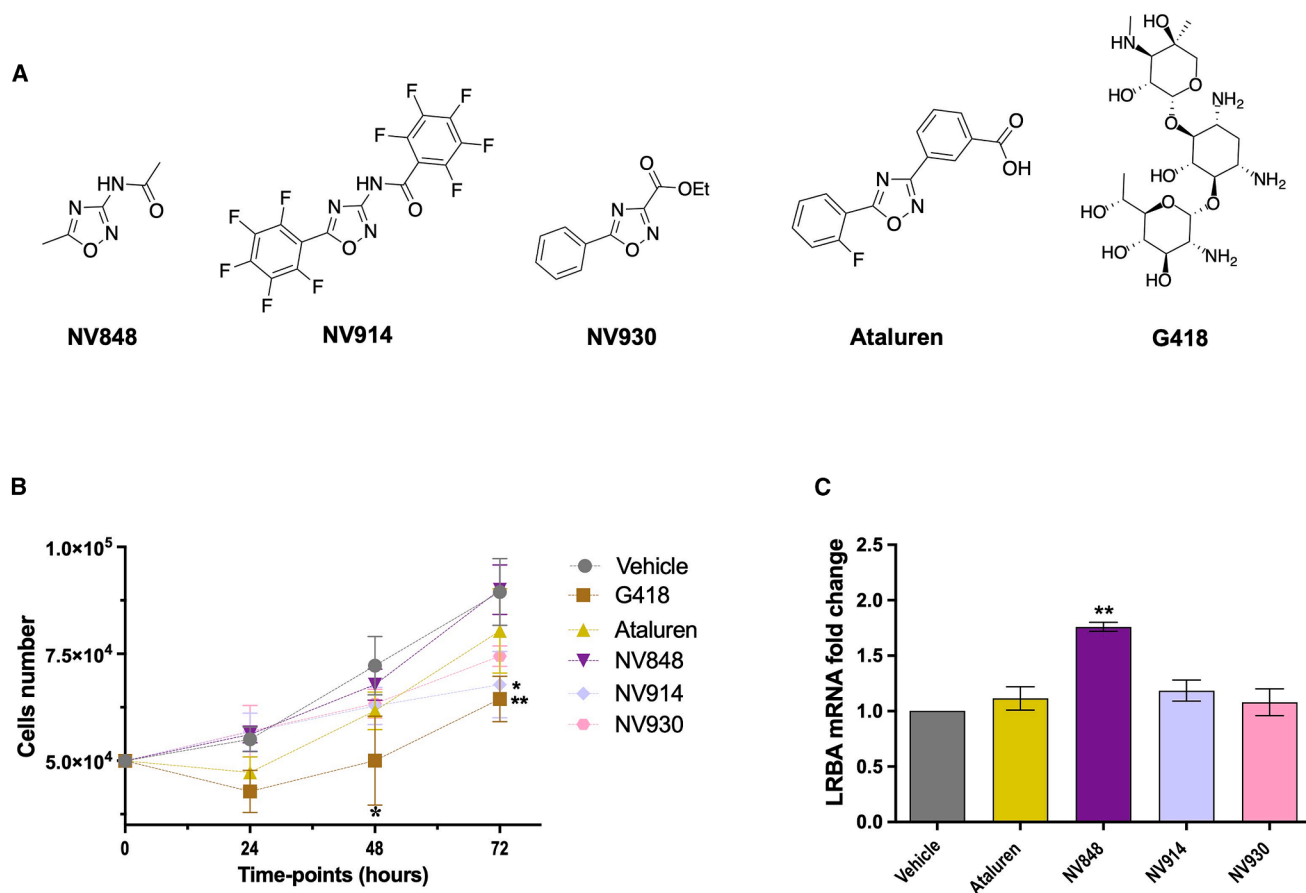 A
HN
O
N
N
O
NV848
F
F
F
F
F
HN
O
N
N
O
F
F
F
F
F
NV914
O
OEt
N
N
O
NV930
O
OH
N
N
O
F
Ataluren
HO
HN
HO
O
NH2
O
HO
NH2
O
O
HO
HO
NH2
HO
G418
B
Cells number
1.0×10^5
7.5×10^4
5.0×10^4
0
24
48
72
Time-points (hours)
*
*
**
Vehicle
G418
Ataluren
NV848
NV914
NV930
C
LRBA mRNA fold change
2.5
2.0
1.5
1.0
0.5
0.0
**
Vehicle
Ataluren
NV848
NV914
NV930